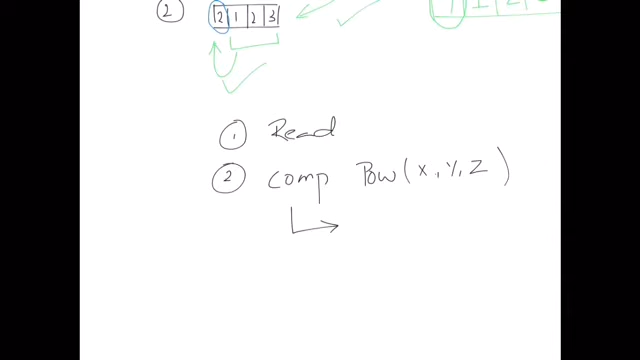 ② 2 1 2 3
① Read
② Comp Pow (X, Y, Z)